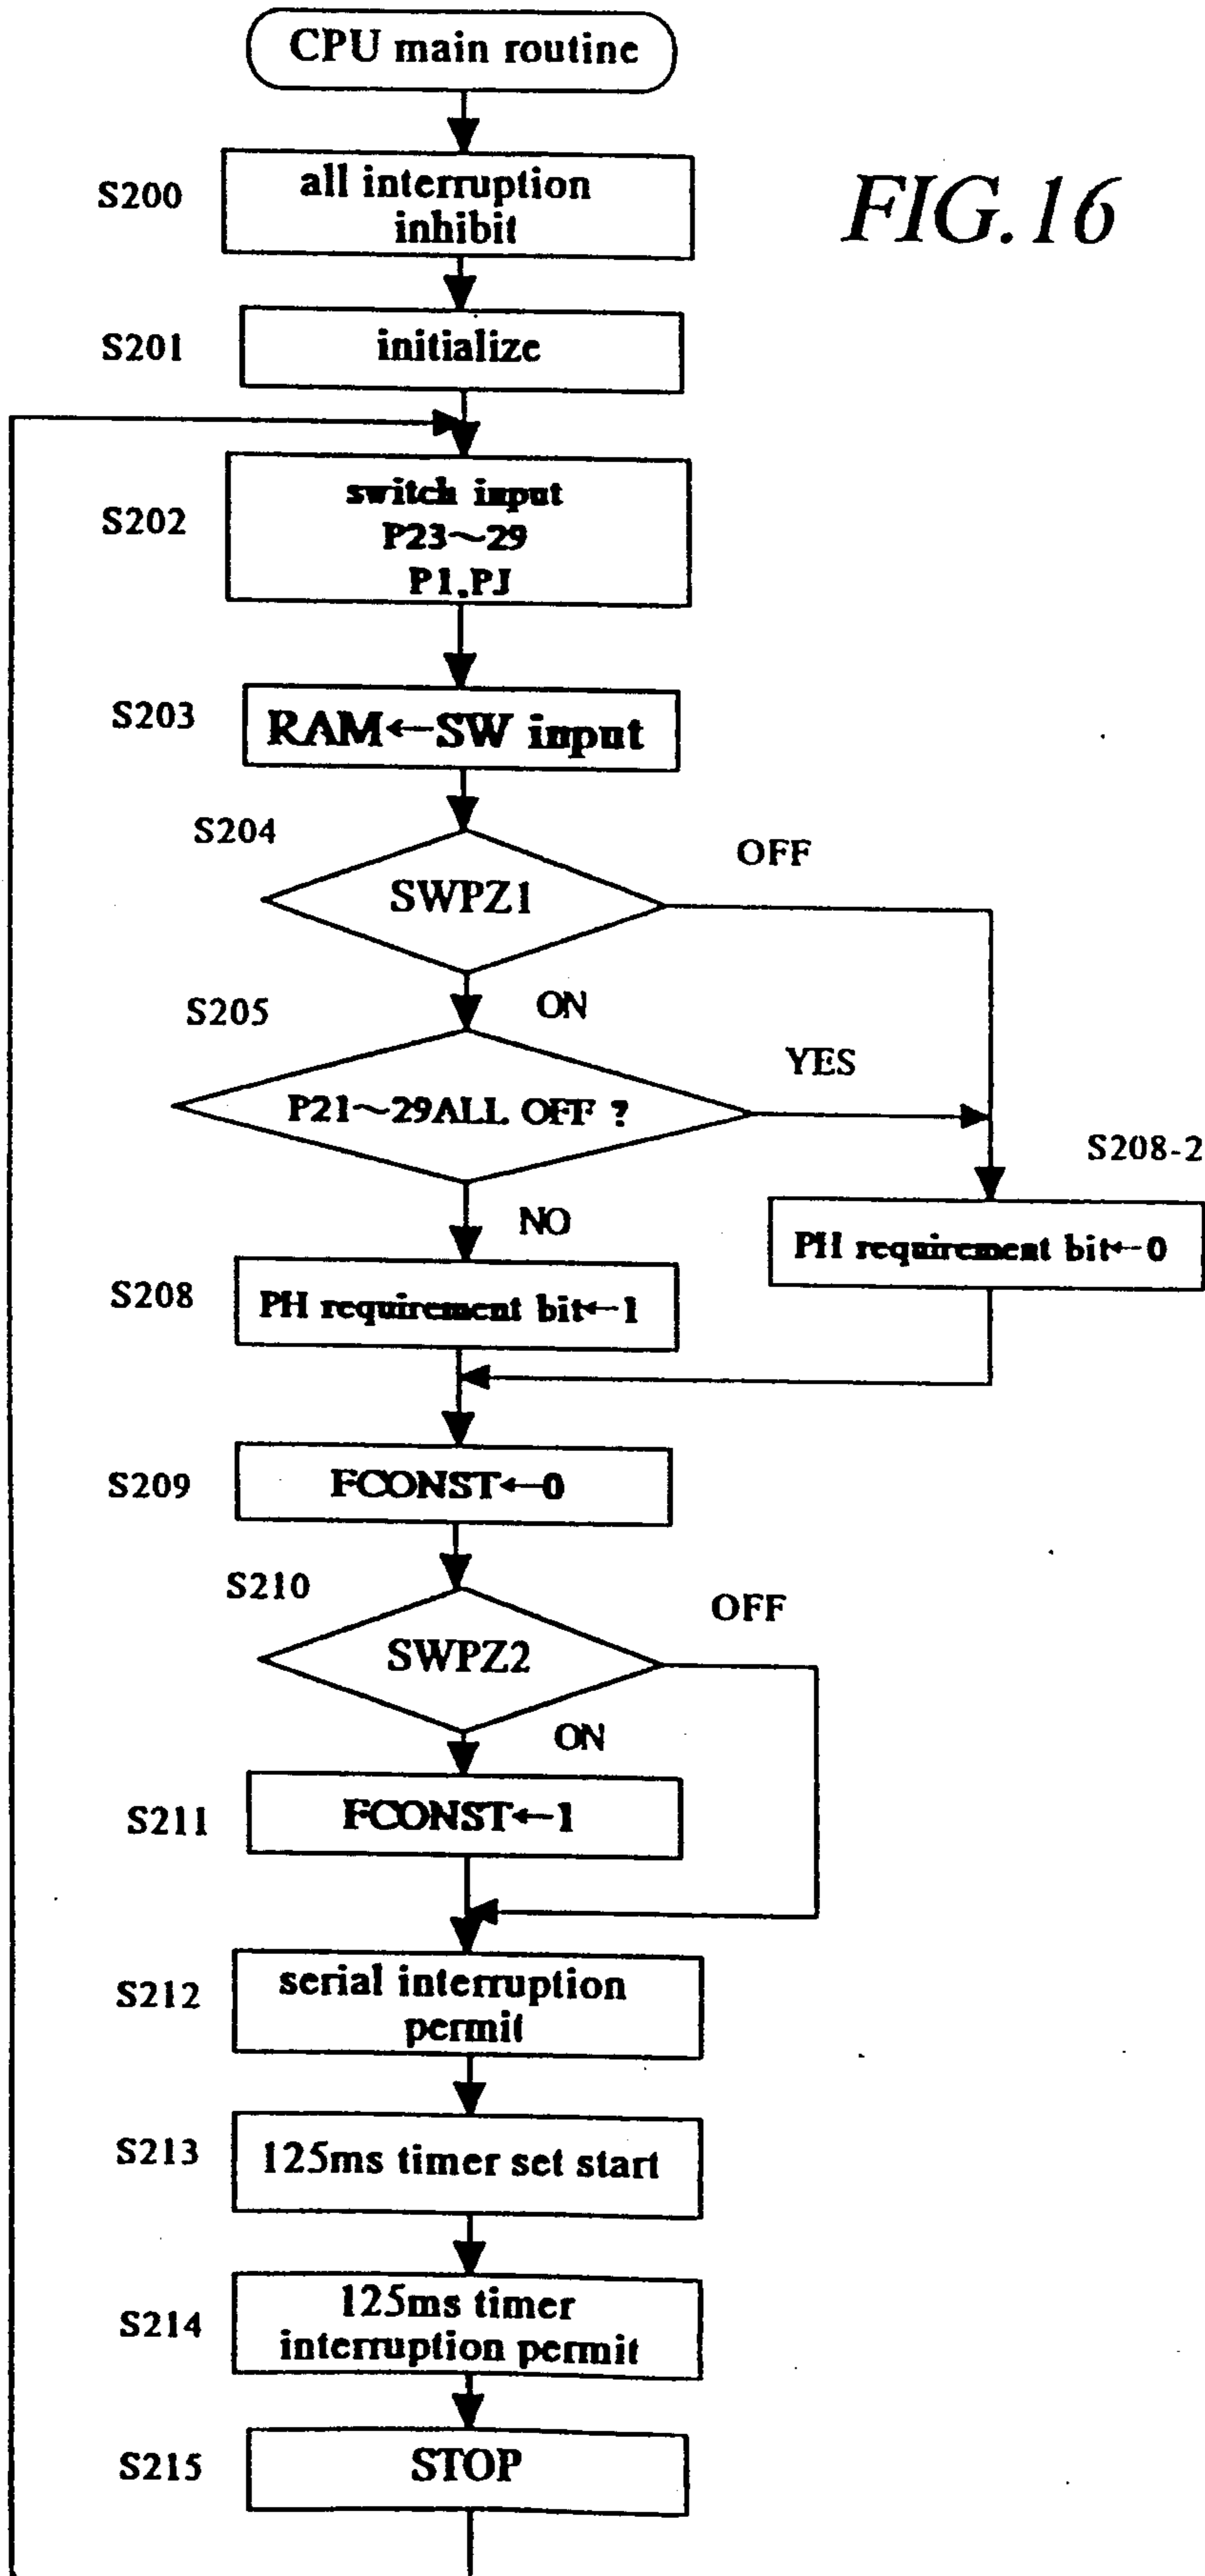 CPU main routine
FIG.16
S200
all interruption
inhibit
S201
initialize
S202
switch input
P23~29
P1,PJ
S203
RAM←SW input
S204
SWPZ1
OFF
ON
S205
P21~29ALL OFF ?
YES
NO
S208-2
PH requirement bit←0
S208
PH requirement bit←1
S209
FCONST←0
S210
SWPZ2
OFF
ON
S211
FCONST←1
S212
serial interruption
permit
S213
125ms timer set start
S214
125ms timer
interruption permit
S215
STOP